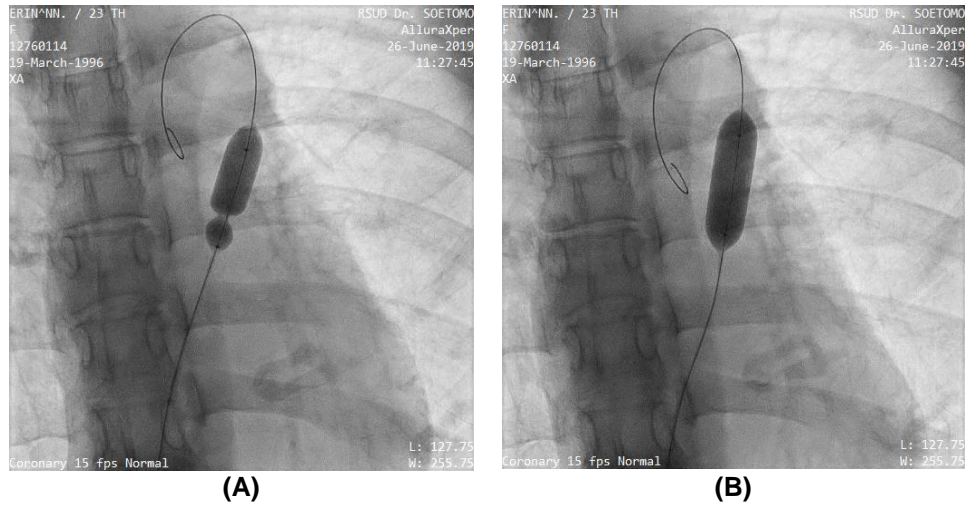 ERIN^NN. / 23 TH
F
12760114
19-March-1996
XA
RSUD Dr. SOETOMO
AlluraXper
26-June-2019
11:27:45
Coronary 15 fps Normal
L: 127.75
W: 255.75
(A)
ERIN^NN. / 23 TH
F
12760114
19-March-1996
XA
RSUD Dr. SOETOMO
AlluraXper
26-June-2019
11:27:45
Coronary 15 fps Normal
L: 127.75
W: 255.75
(B)